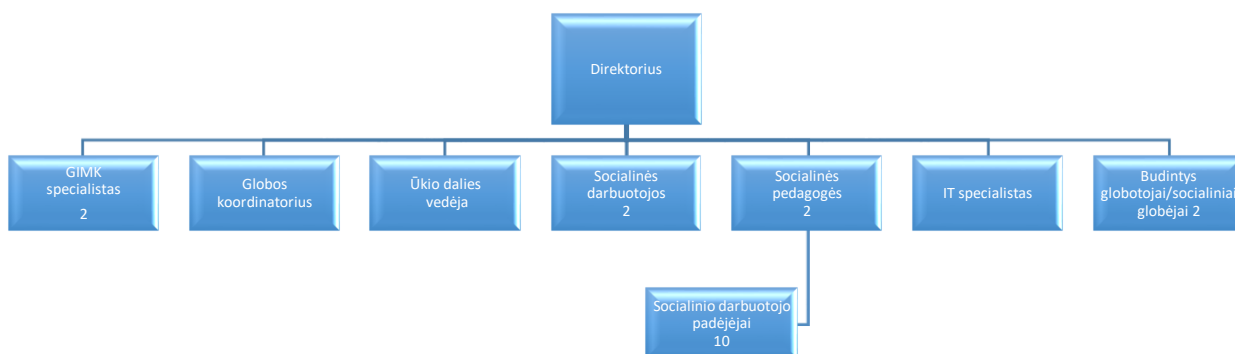 Direktorius
GIMK
specialistas
2
Globos
koordinatorius
Ūkio dalies
vedėja
Socialinės
darbuotojos
2
Socialinės
pedagogės
2
IT specialistas
Budintys
globotojai/socialiniai
globėjai 2
Socialinio darbuotojo
padėjėjai
10